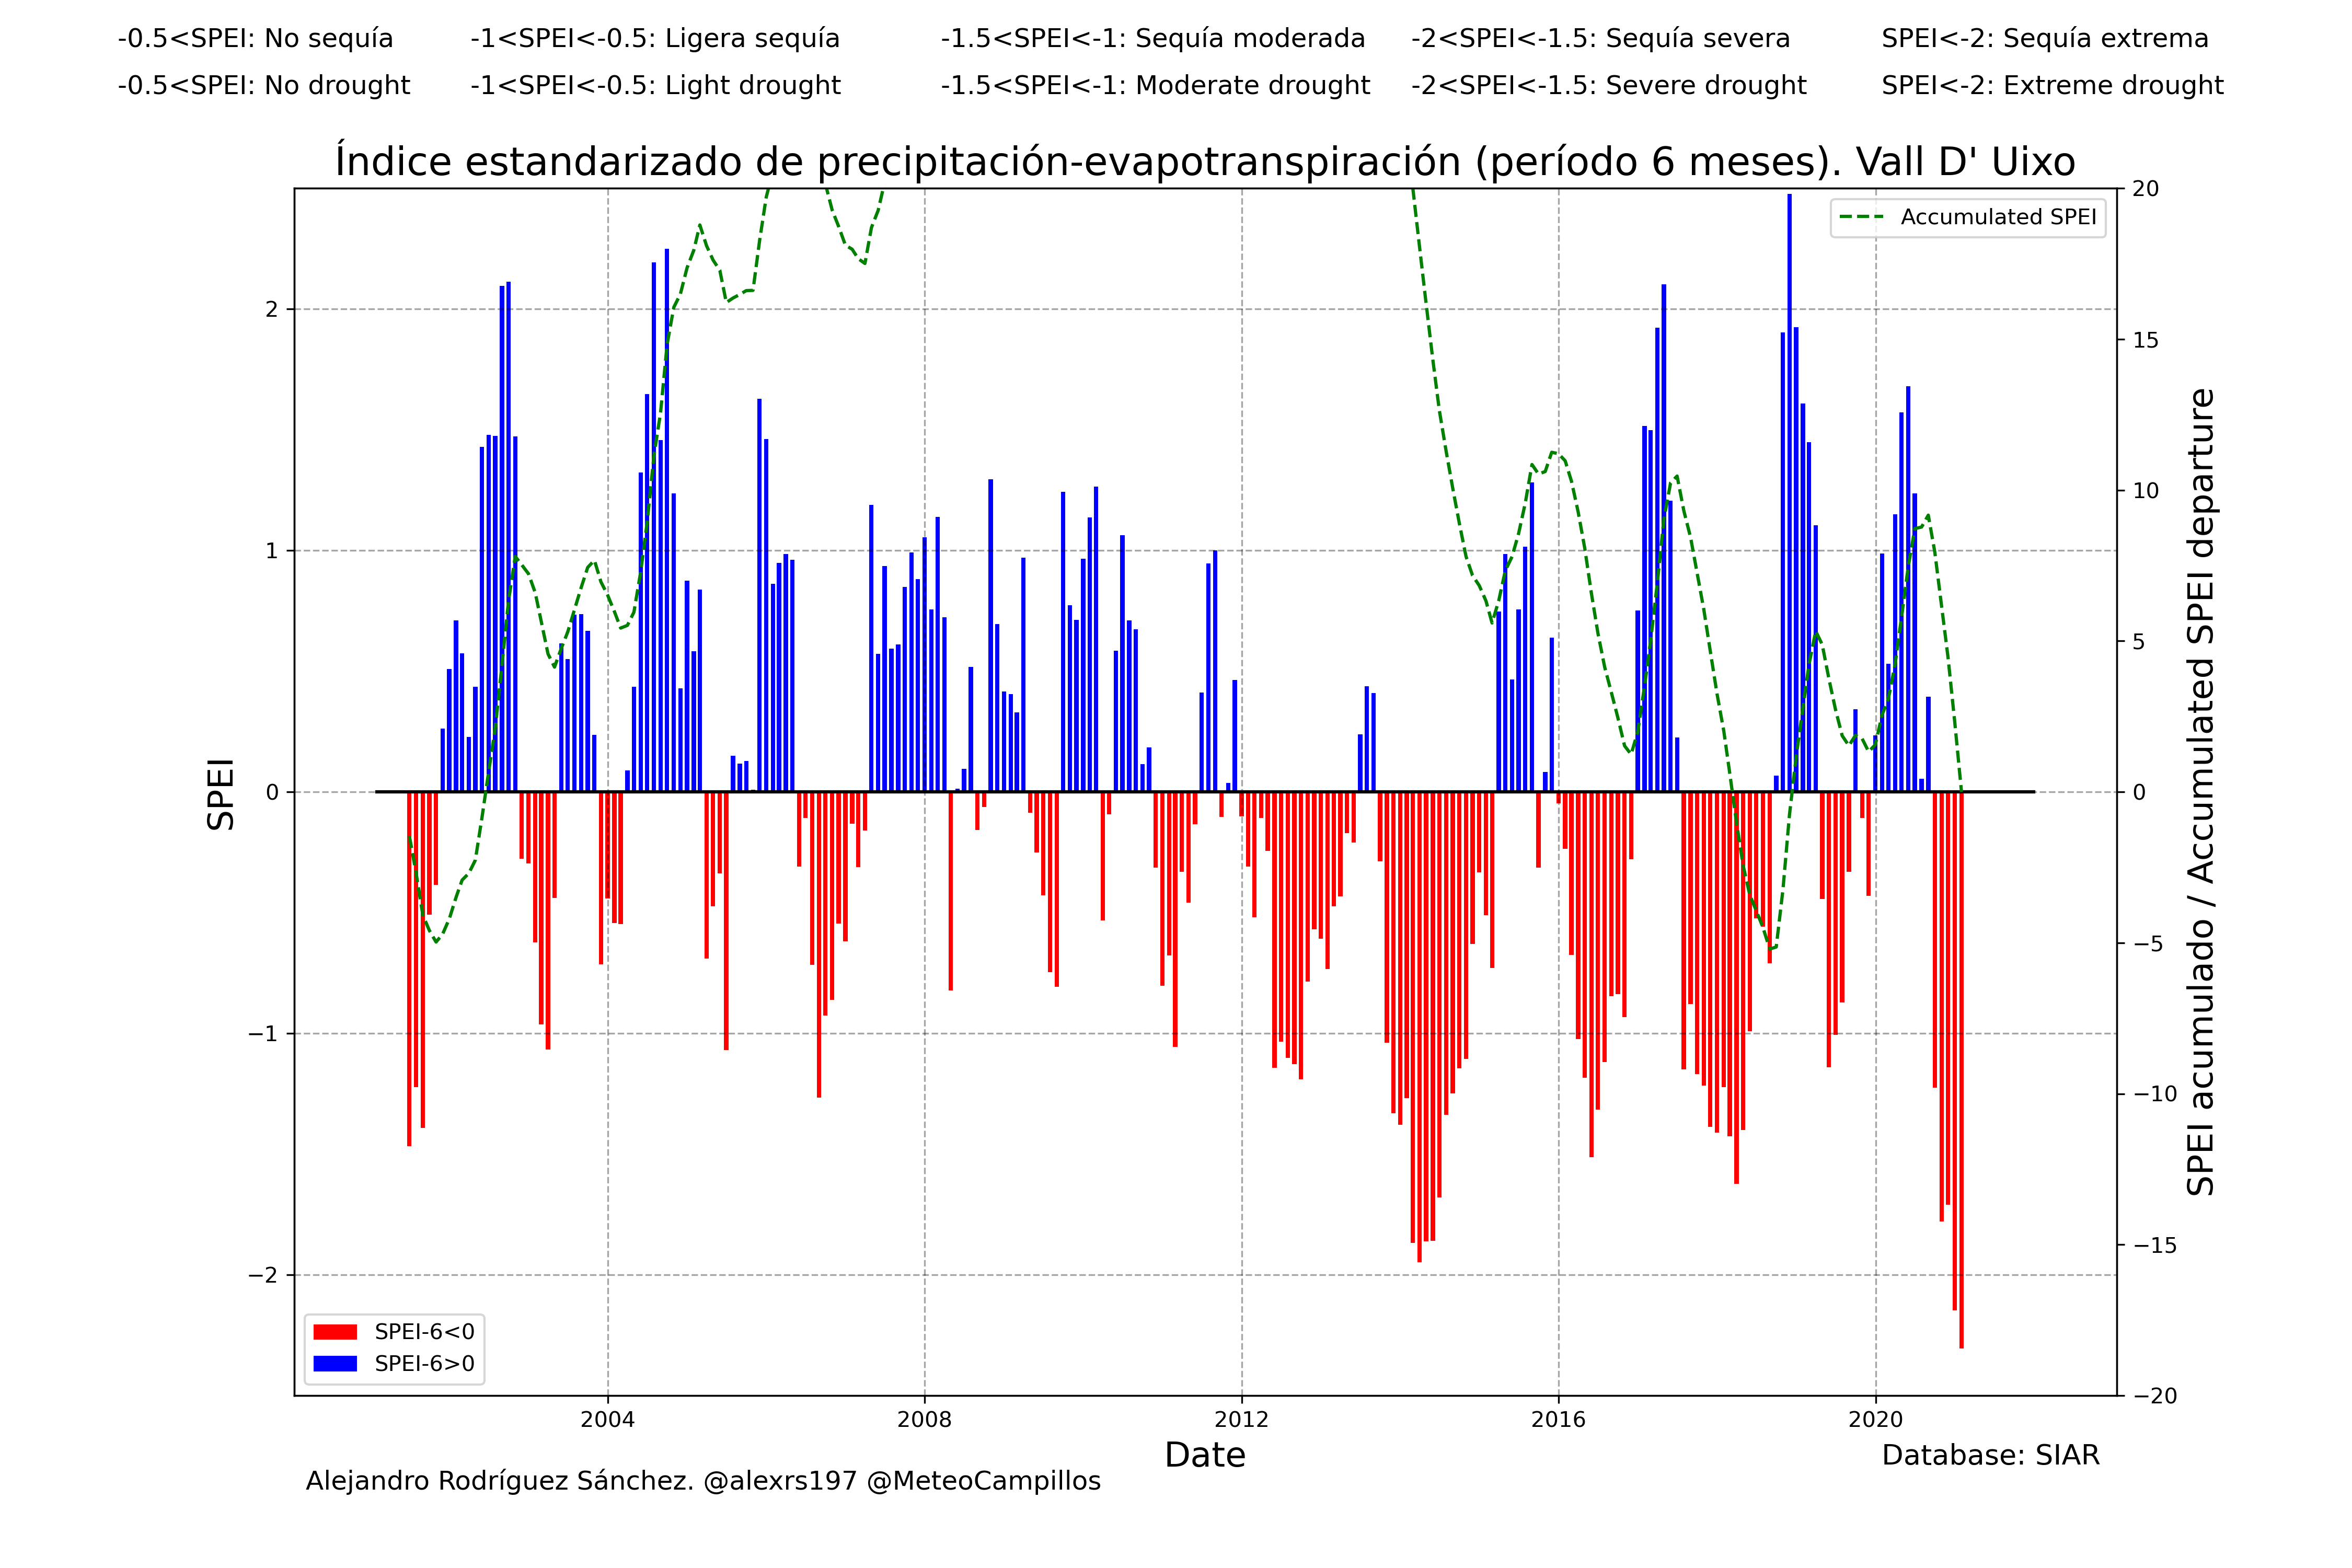 -0.5<SPEI: No sequía -1<SPEI<-0.5: Ligera sequía -1.5<SPEI<-1: Sequía moderada -2<SPEI<-1.5: Sequía severa SPEI<-2: Sequía extrema
-0.5<SPEI: No drought -1<SPEI<-0.5: Light drought -1.5<SPEI<-1: Moderate drought -2<SPEI<-1.5: Severe drought SPEI<-2: Extreme drought
Índice estandarizado de precipitación-evapotranspiración (período 6 meses). Vall D' Uixo
Accumulated SPEI
SPEI
2
1
0
−1
−2
20
15
10
5
0
−5
−10
−15
−20
SPEI acumulado / Accumulated SPEI departure
SPEI-6<0
SPEI-6>0
2004 2008 2012 2016 2020
Date
Database: SIAR
Alejandro Rodríguez Sánchez. @alexrs197 @MeteoCampillos